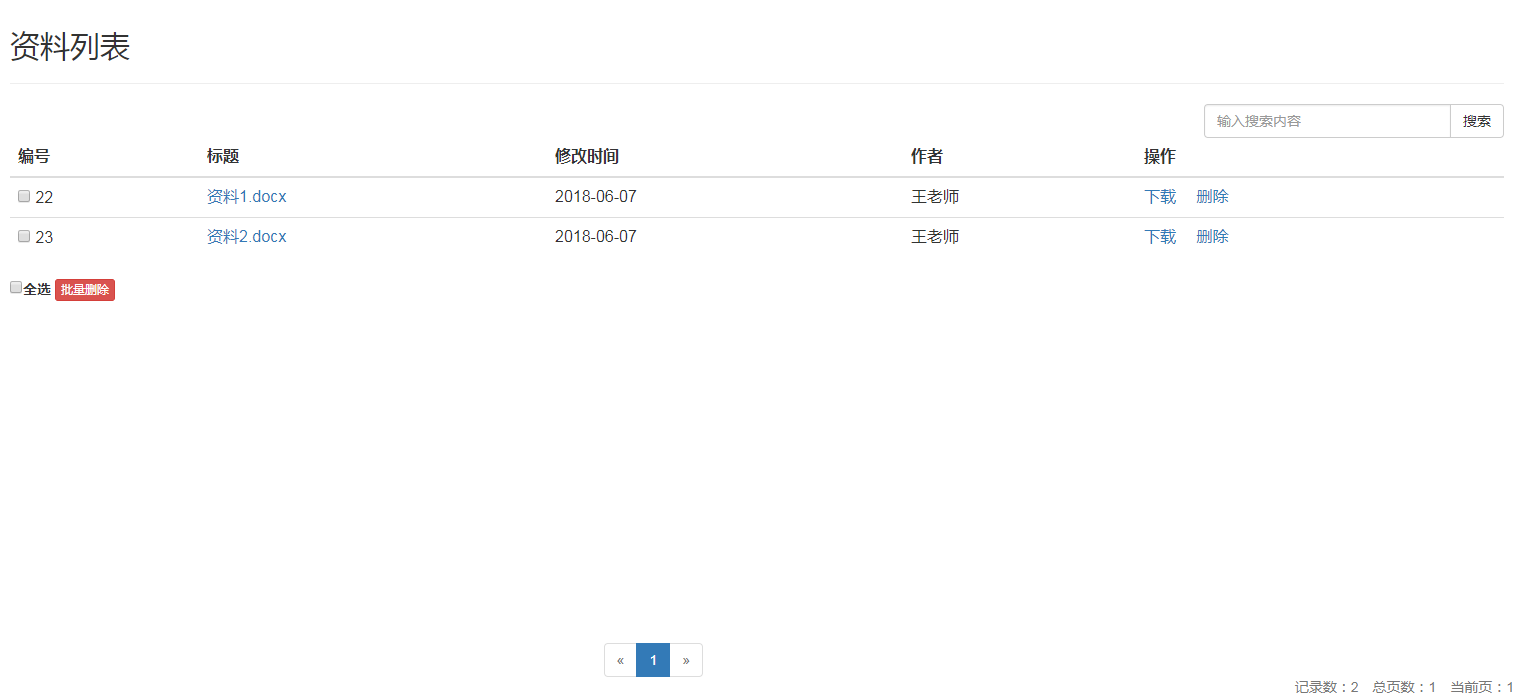 资料列表
输入搜索内容 搜索
编号 标题 修改时间 作者 操作
22 资料1.docx 2018-06-07 王老师 下载 删除
23 资料2.docx 2018-06-07 王老师 下载 删除
全选 批量删除
« 1 »
记录数：2 总页数：1 当前页：1